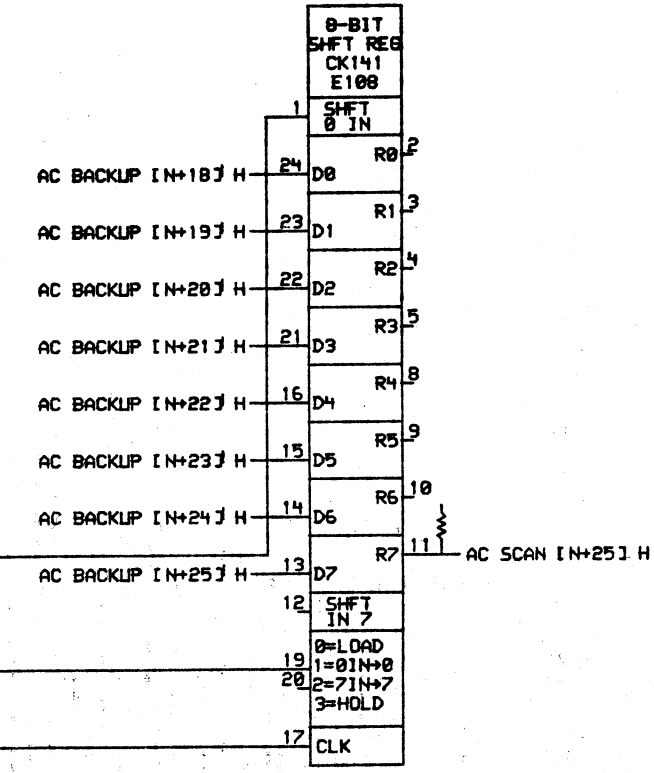 8-BIT
SHFT REG
CK141
E108
1 SHFT
0 IN
R0 2
AC BACKUP [N+18] H 24 D0
R1 3
AC BACKUP [N+19] H 23 D1
R2 4
AC BACKUP [N+20] H 22 D2
R3 5
AC BACKUP [N+21] H 21 D3
R4 8
AC BACKUP [N+22] H 16 D4
R5 9
AC BACKUP [N+23] H 15 D5
R6 10
AC BACKUP [N+24] H 14 D6
R7 11 AC SCAN [N+25] H
AC BACKUP [N+25] H 13 D7
12 SHFT
IN 7
0=LOAD
19 1=0IN→0
20 2=7IN→7
3=HOLD
17 CLK